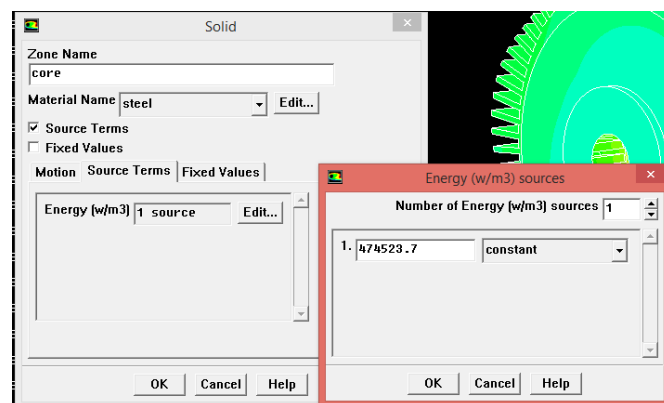 Solid
Zone Name
core
Material Name steel Edit...
Source Terms
Fixed Values
Motion Source Terms Fixed Values
Energy (w/m3) 1 source Edit...
OK Cancel Help
Energy (w/m3) sources
Number of Energy (w/m3) sources 1
1. 474523.7 constant
OK Cancel Help